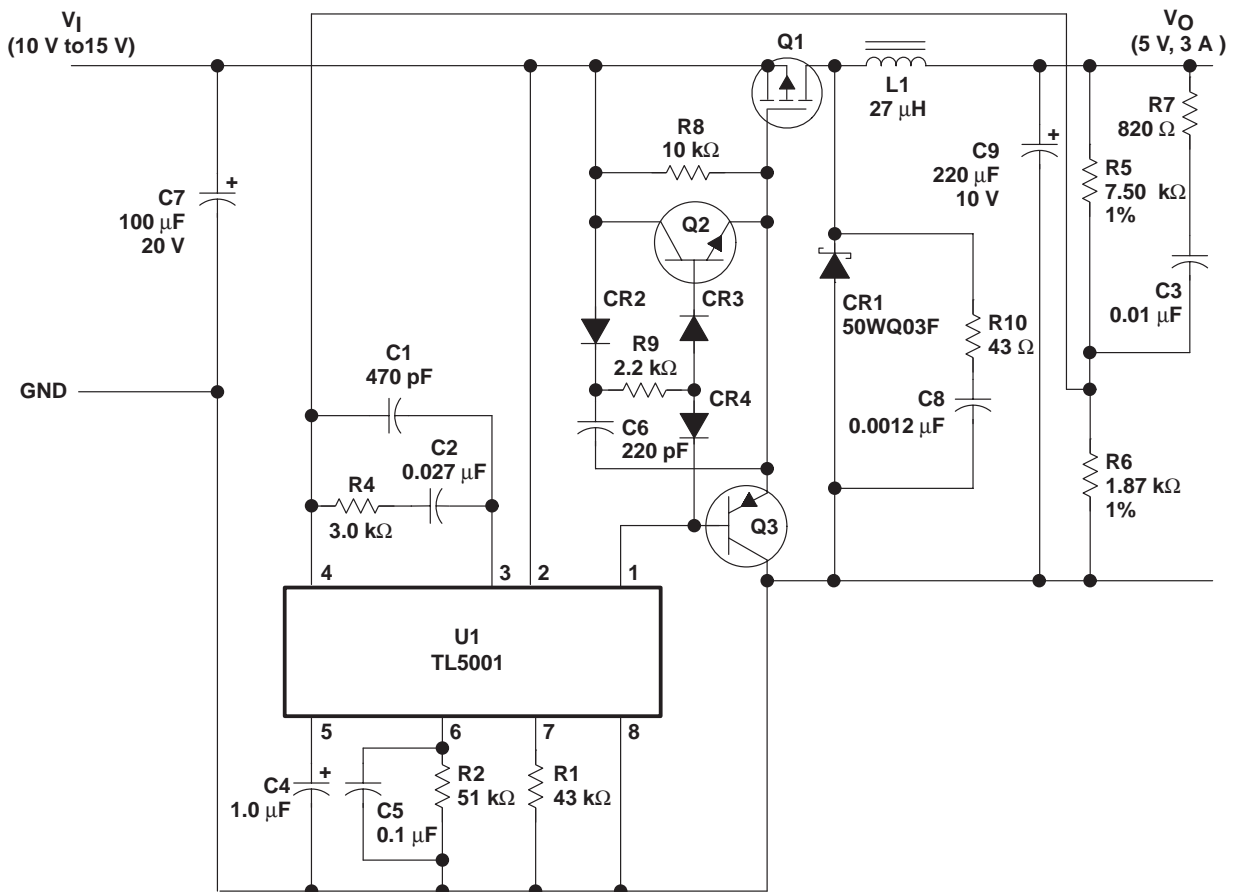 VI
(10 V to15 V)
VO
(5 V, 3 A )
Q1
L1
27 μH
R7
820 Ω
R8
10 kΩ
C9
220 μF
10 V
R5
7.50 kΩ
1%
C7
100 μF
20 V
Q2
C3
0.01 μF
CR2
CR3
CR1
50WQ03F
R10
43 Ω
C1
470 pF
R9
2.2 kΩ
GND
CR4
C8
0.0012 μF
C6
220 pF
C2
0.027 μF
R4
3.0 kΩ
R6
1.87 kΩ
1%
Q3
4
3
2
1
U1
TL5001
5
6
7
8
C4
+
1.0 μF
C5
0.1 μF
R2
51 kΩ
R1
43 kΩ
+
+